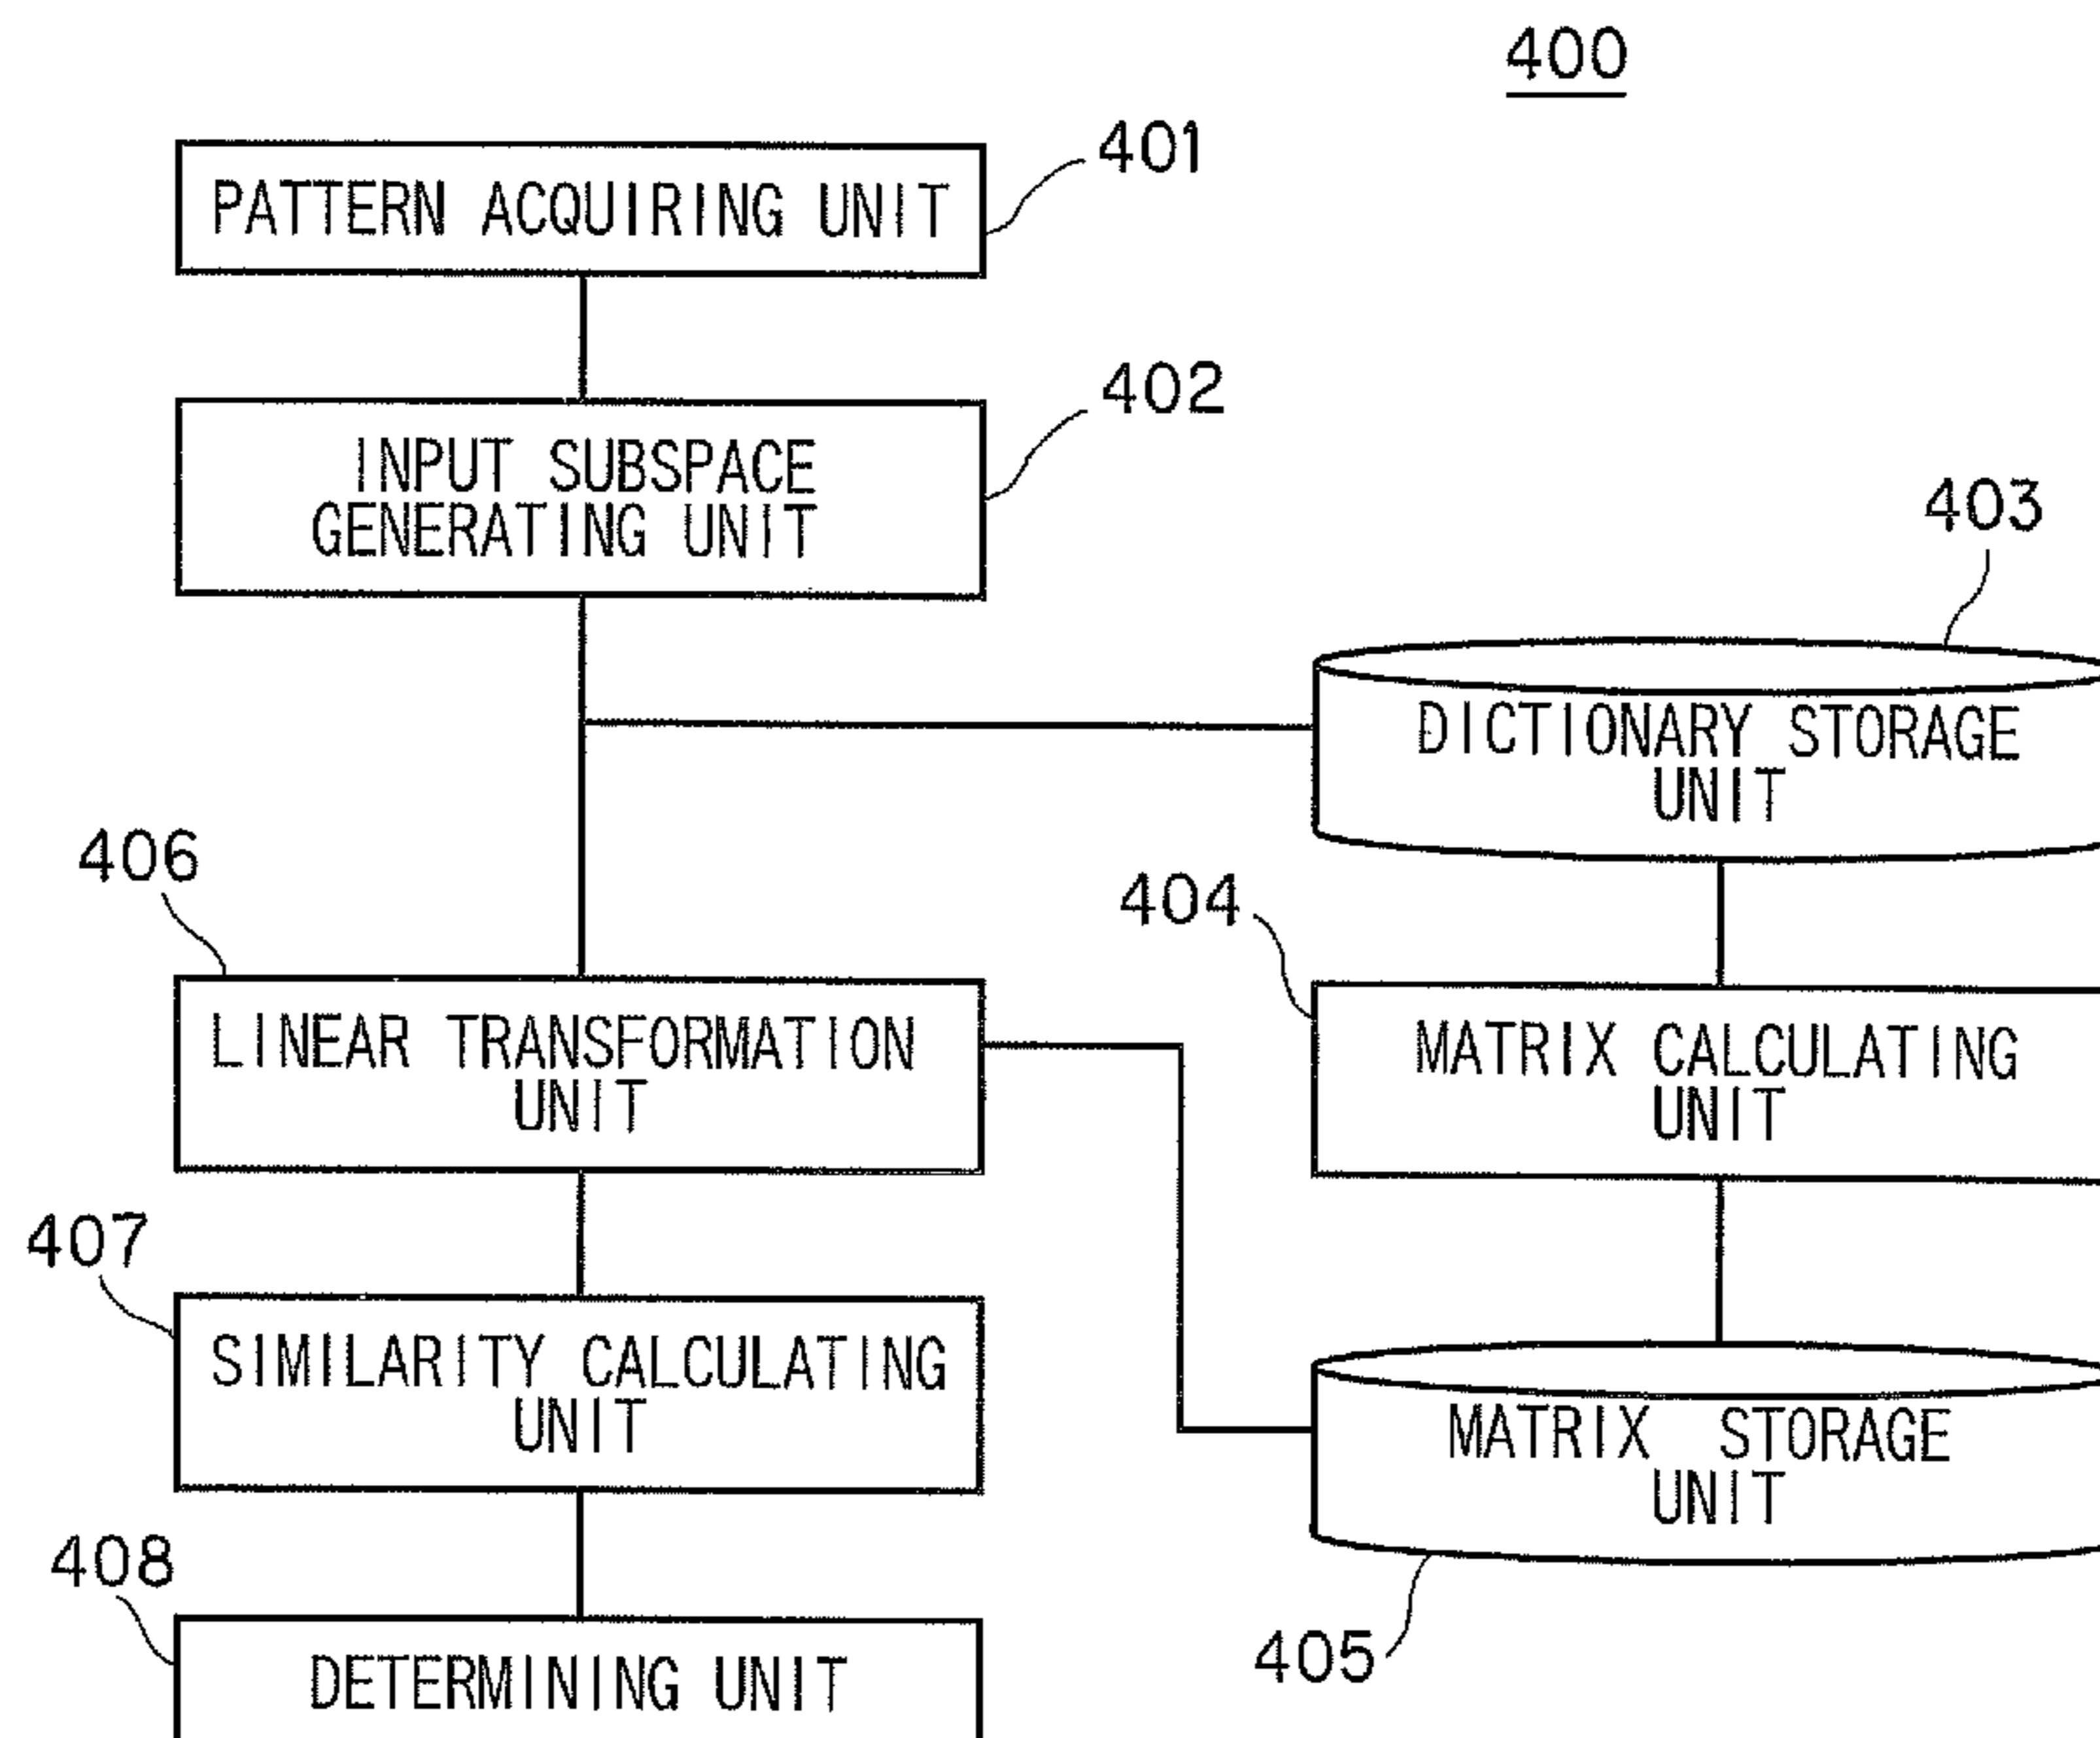 400
401
PATTERN ACQUIRING UNIT
402
INPUT SUBSPACE
GENERATING UNIT
403
DICTIONARY STORAGE
UNIT
406
LINEAR TRANSFORMATION
UNIT
404
MATRIX CALCULATING
UNIT
407
SIMILARITY CALCULATING
UNIT
MATRIX STORAGE
UNIT
405
408
DETERMINING UNIT